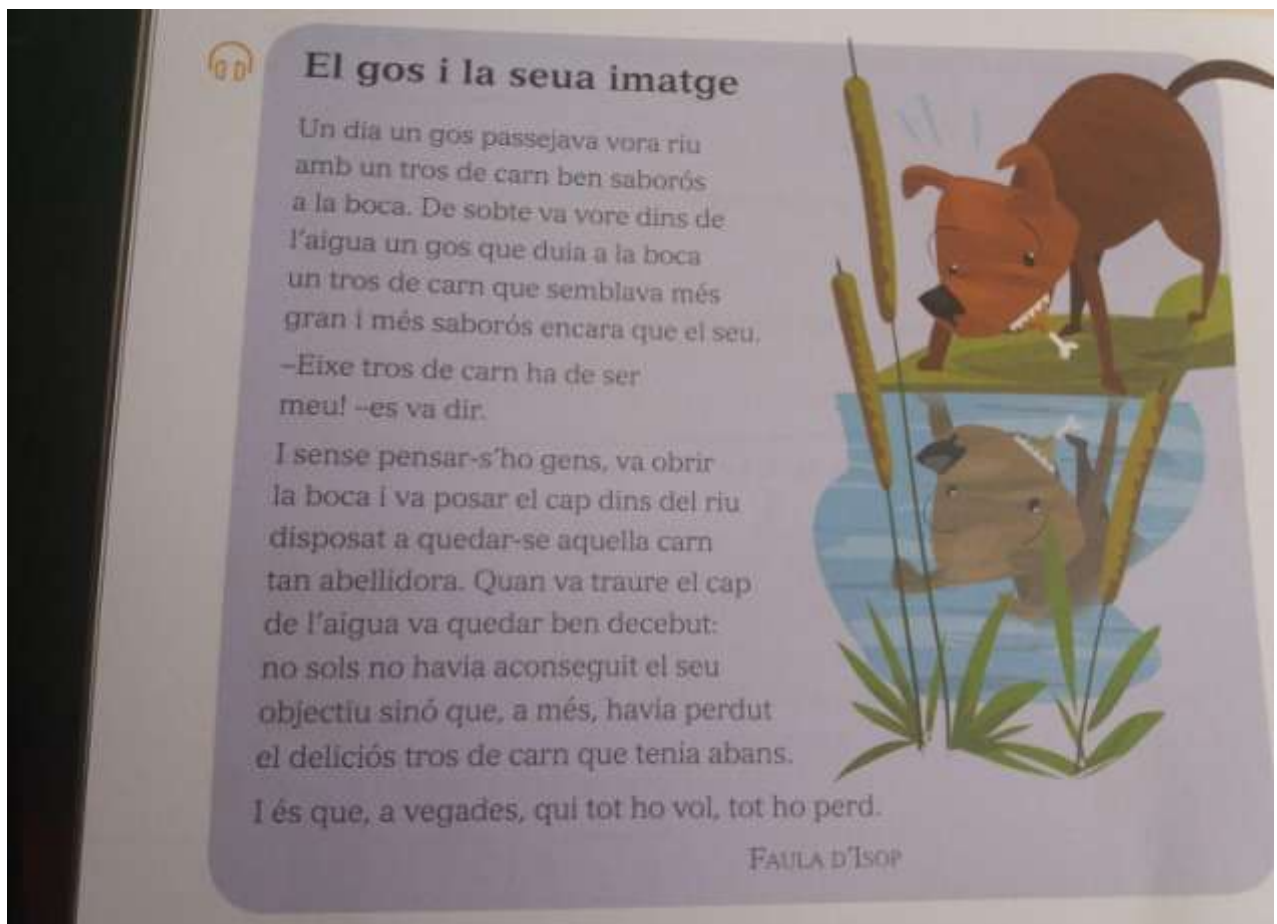 El gos i la seua imatge
Un dia un gos passejava vora riu
amb un tros de carn ben saborós
a la boca. De sobte va vore dins de
l'aigua un gos que duia a la boca
un tros de carn que semblava més
gran i més saborós encara que el seu.
–Eixe tros de carn ha de ser
meu! –es va dir.
I sense pensar-s'ho gens, va obrir
la boca i va posar el cap dins del riu
disposat a quedar-se aquella carn
tan abellidora. Quan va traure el cap
de l'aigua va quedar ben decebut:
no sols no havia aconseguit el seu
objectiu sinó que, a més, havia perdut
el deliciós tros de carn que tenia abans.
I és que, a vegades, qui tot ho vol, tot ho perd.
FAULA D'ISOP